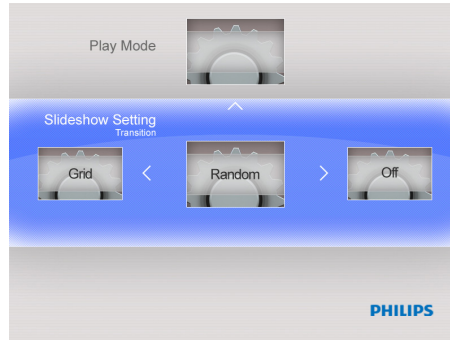 Play Mode
Slideshow Setting
Transition
Grid
Random
Off
PHILIPS